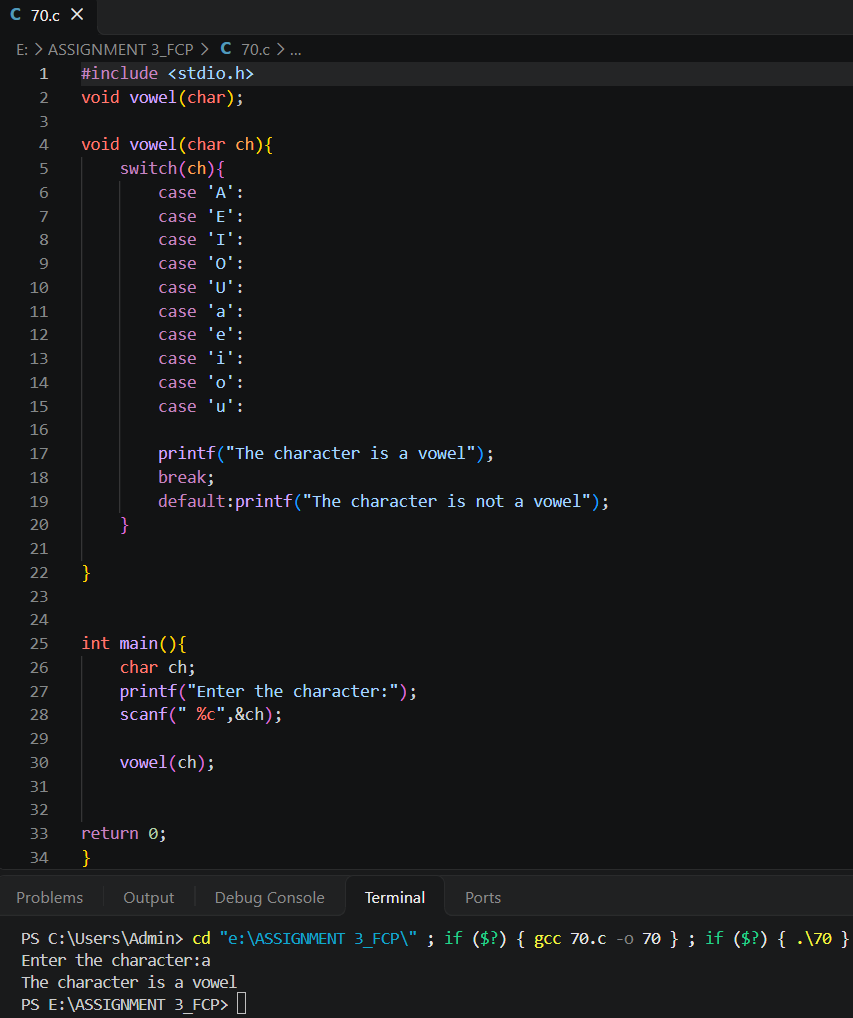 C 70.c ×
E: > ASSIGNMENT 3_FCP > C 70.c > ...
1 #include <stdio.h>
2 void vowel(char);
3
4 void vowel(char ch){
5     switch(ch){
6         case 'A':
7         case 'E':
8         case 'I':
9         case 'O':
10         case 'U':
11         case 'a':
12         case 'e':
13         case 'i':
14         case 'o':
15         case 'u':
16
17         printf("The character is a vowel");
18         break;
19         default:printf("The character is not a vowel");
20     }
21
22 }
23
24
25 int main(){
26     char ch;
27     printf("Enter the character:");
28     scanf(" %c",&ch);
29
30     vowel(ch);
31
32
33 return 0;
34 }
Problems Output Debug Console Terminal Ports
PS C:\Users\Admin> cd "e:\ASSIGNMENT 3_FCP\" ; if ($?) { gcc 70.c -o 70 } ; if ($?) { .\70 }
Enter the character:a
The character is a vowel
PS E:\ASSIGNMENT 3_FCP>